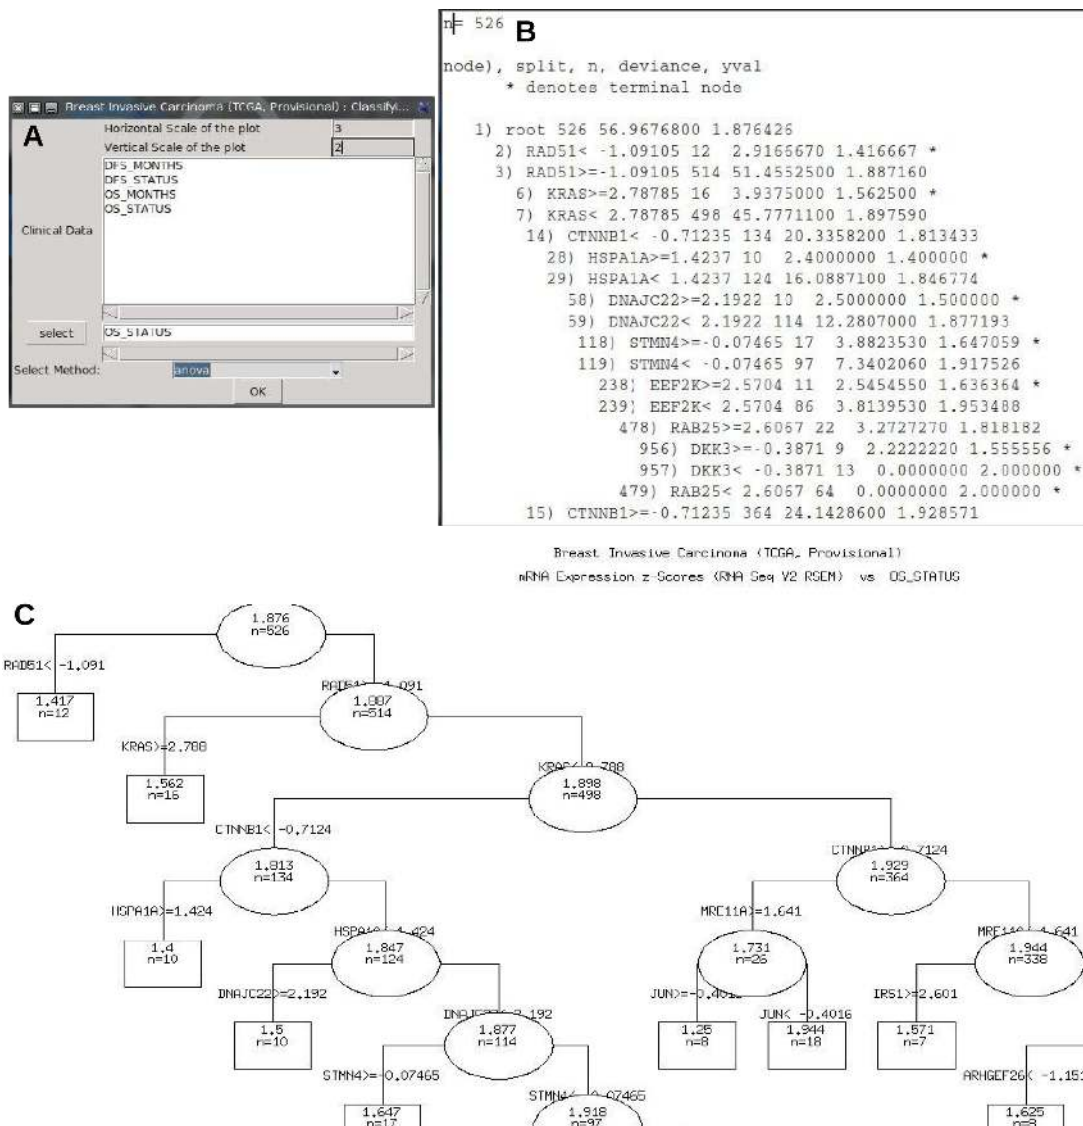 A
Breast Invasive Carcinoma (TCGA, Provisional) : Classifyi...
Horizontal Scale of the plot 3
Vertical Scale of the plot 2
DFS_MONTHS
DFS_STATUS
OS_MONTHS
OS_STATUS
Clinical Data
select OS_STATUS
Select Method: anova
OK
B
n= 526
node), split, n, deviance, yval
* denotes terminal node
1) root 526 56.9676800 1.876426
2) RAD51< -1.09105 12 2.9166670 1.416667 *
3) RAD51>=-1.09105 514 51.4552500 1.887160
6) KRAS>=2.78785 16 3.9375000 1.562500 *
7) KRAS< 2.78785 498 45.7771100 1.897590
14) CTNNB1< -0.71235 134 20.3358200 1.813433
28) HSPA1A>=1.4237 10 2.4000000 1.400000 *
29) HSPA1A< 1.4237 124 16.0887100 1.846774
58) DNAJC22>=2.1922 10 2.5000000 1.500000 *
59) DNAJC22< 2.1922 114 12.2807000 1.877193
118) STMN4>=-0.07465 17 3.8823530 1.647059 *
119) STMN4< -0.07465 97 7.3402060 1.917526
238) EEF2K>=2.5704 11 2.5454550 1.636364 *
239) EEF2K< 2.5704 86 3.8139530 1.953488
478) RAB25>=2.6067 22 3.2727270 1.818182
956) DKK3>=-0.3871 9 2.2222220 1.555556 *
957) DKK3< -0.3871 13 0.0000000 2.000000 *
479) RAB25< 2.6067 64 0.0000000 2.000000 *
15) CTNNB1>=-0.71235 364 24.1428600 1.928571
Breast Invasive Carcinoma (TCGA, Provisional)
mRNA Expression z-Scores (RNA Seq V2 RSEM) vs OS_STATUS
C
1.876
n=526
RAD51< -1.091
1.417
n=12
1.887
n=514
KRAS>=2.788
1.562
n=16
1.898
n=498
CTNNB1< -0.7124
1.813
n=134
1.929
n=364
HSPA1A>=1.424
1.4
n=10
1.847
n=124
MRE11A>=1.641
1.731
n=26
1.944
n=338
DNAJC22>=2.192
1.5
n=10
1.877
n=114
JUN< -0.4016
1.25
n=8
1.944
n=18
IRS1>=2.601
1.571
n=7
STMN4>=-0.07465
1.647
n=17
1.918
n=97
ARHGEF26< -1.151
1.625
n=8